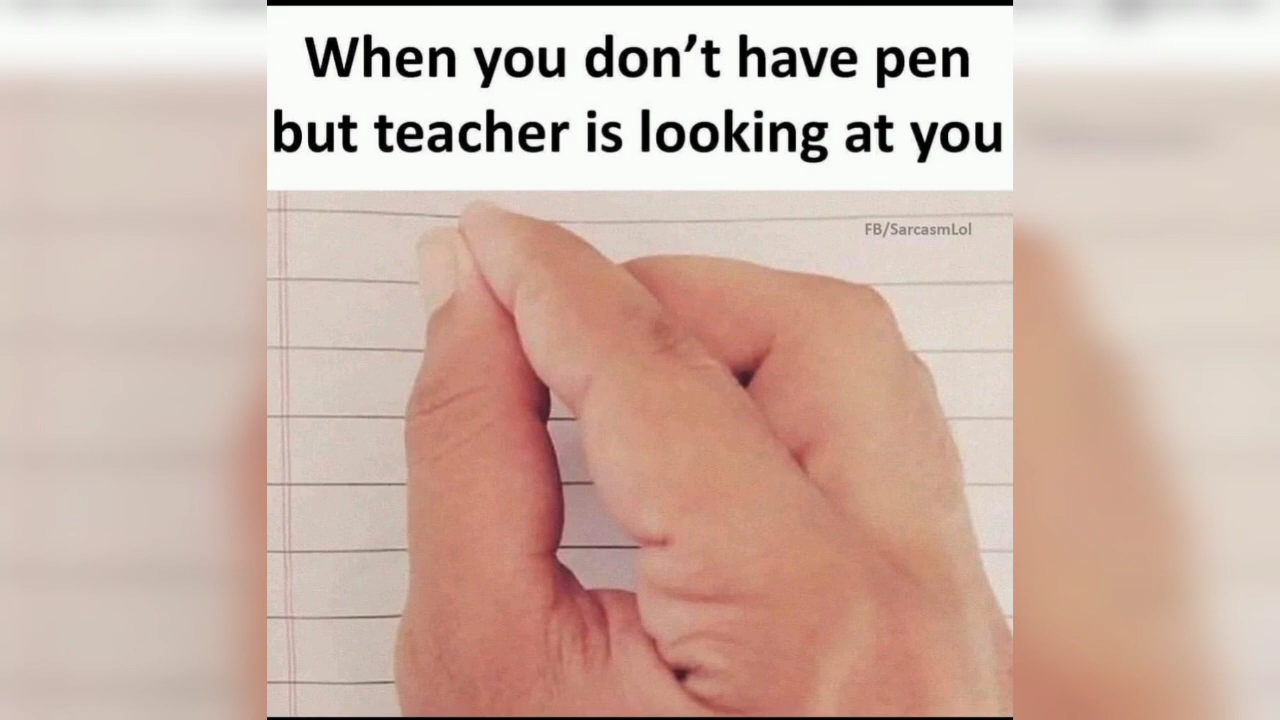 When you don’t have pen
but teacher is looking at you
FB/SarcasmLol